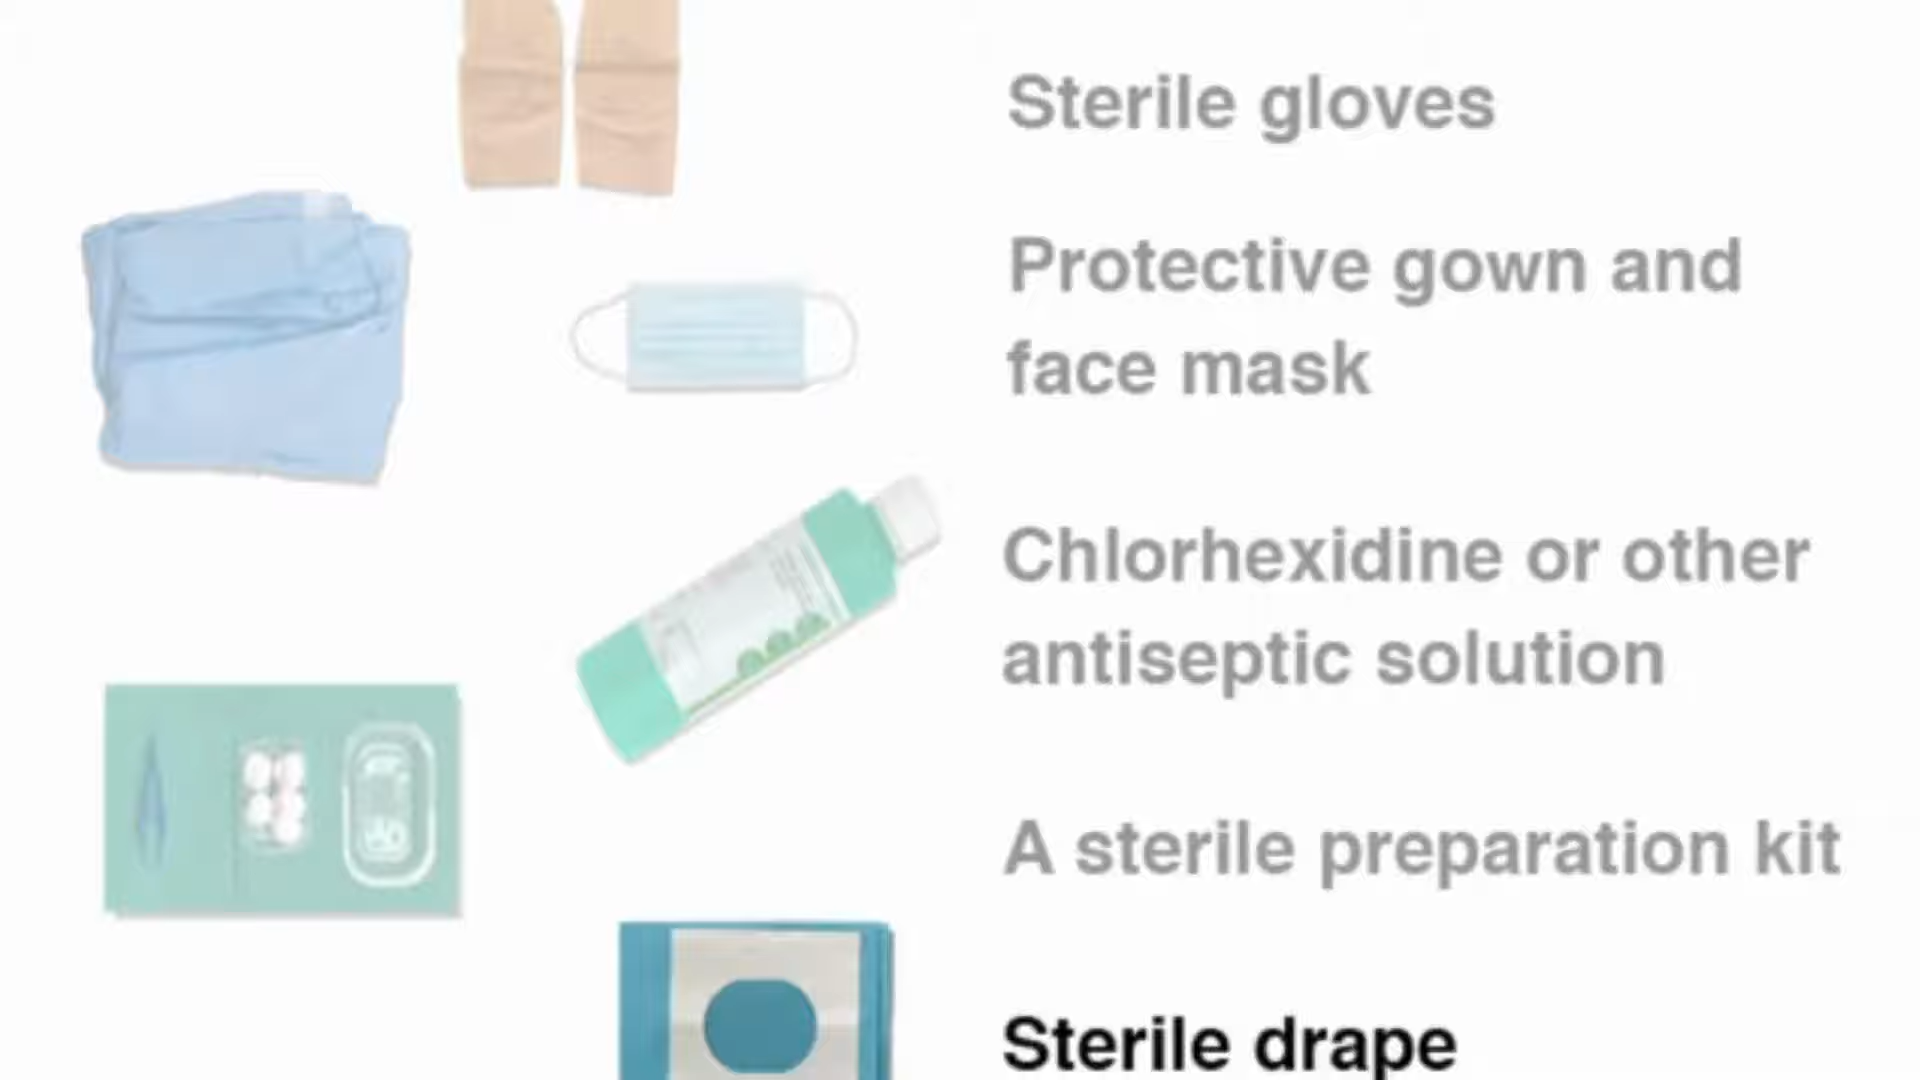 Sterile gloves
Protective gown and
face mask
Chlorhexidine or other
antiseptic solution
A sterile preparation kit
Sterile drape